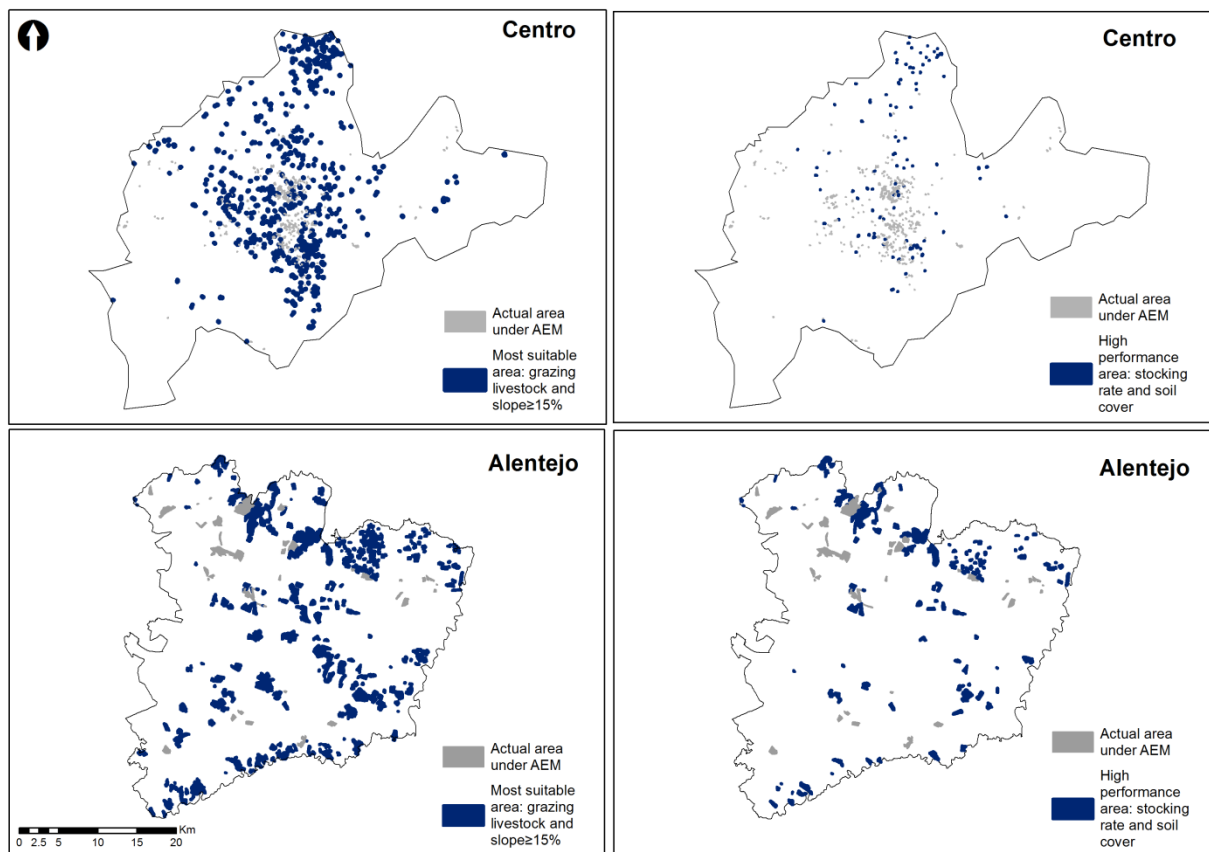 Centro
Actual area
under AEM
Most suitable
area: grazing
livestock and
slope≥15%
Centro
Actual area
under AEM
High
performance
area: stocking
rate and soil
cover
Alentejo
Actual area
under AEM
Most suitable
area: grazing
livestock and
slope≥15%
Km
0 2.5 5 10 15 20
Alentejo
Actual area
under AEM
High
performance
area: stocking
rate and soil
cover